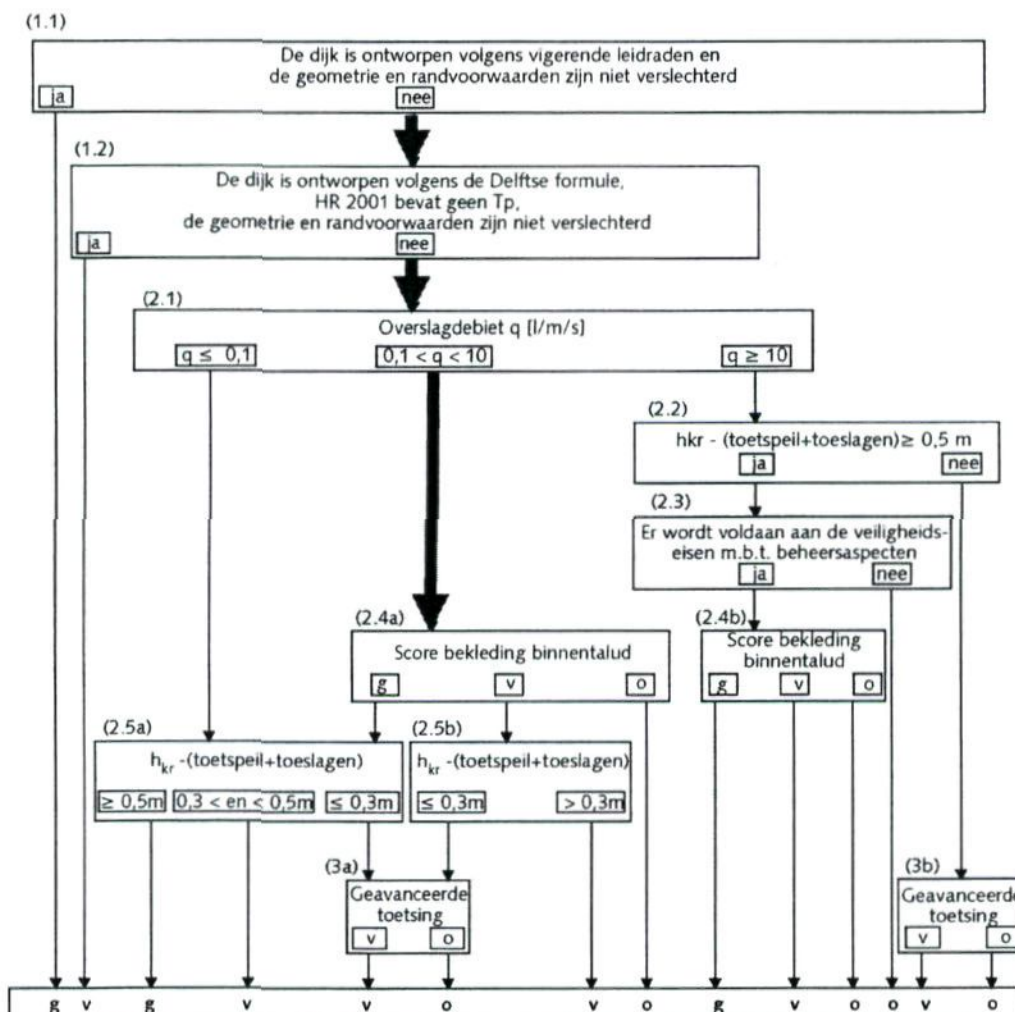 (1.1)
De dijk is ontworpen volgens vigerende leidraden en
de geometrie en randvoorwaarden zijn niet verslechterd
ja nee
(1.2)
De dijk is ontworpen volgens de Delftse formule,
HR 2001 bevat geen Tp,
de geometrie en randvoorwaarden zijn niet verslechterd
ja nee
(2.1)
Overslagdebiet q [l/m/s]
q ≤ 0,1 0,1 < q < 10 q ≥ 10
(2.2)
hkr - (toetspeil+toeslagen) ≥ 0,5 m
ja nee
(2.3)
Er wordt voldaan aan de veiligheids-
eisen m.b.t. beheersaspecten
ja nee
(2.4a)
Score bekleding binnentalud
g v o
(2.4b)
Score bekleding
binnentalud
g v o
(2.5a)
hkr -(toetspeil+toeslagen)
≥ 0,5m 0,3 < en < 0,5m ≤ 0,3m
(2.5b)
hkr -(toetspeil+toeslagen)
≤ 0,3m > 0,3m
(3a)
Geavanceerde
toetsing
v o
(3b)
Geavanceerde
toetsing
v o
g v g v v o v o g v o o v o